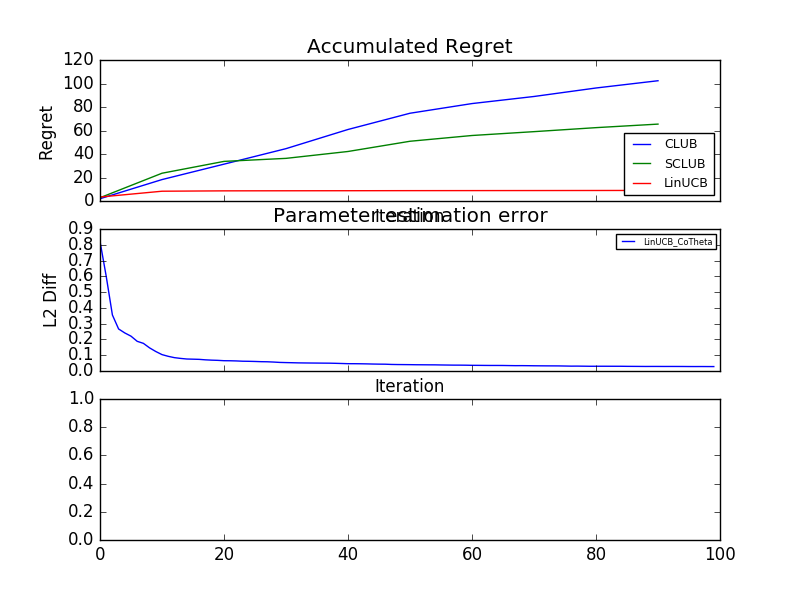 Accumulated Regret
120
100
80
60
40
20
0
Regret
CLUB
SCLUB
LinUCB
Iteration
Parameter estimation error
0.9
0.8
0.7
0.6
0.5
0.4
0.3
0.2
0.1
0.0
L2 Diff
LinUCB_CoTheta
Iteration
1.0
0.8
0.6
0.4
0.2
0.0
0 20 40 60 80 100